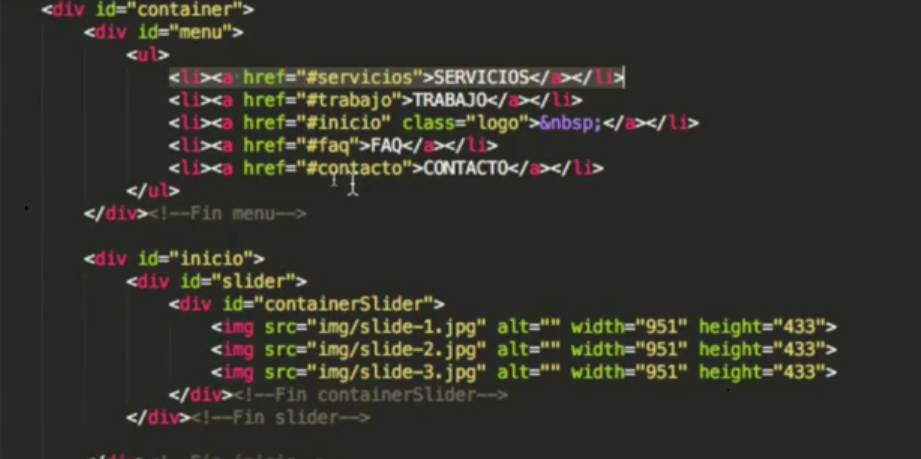 <div id="container">
<div id="menu">
<ul>
<li><a href="#servicios">SERVICIOS</a></li>
<li><a href="#trabajo">TRABAJO</a></li>
<li><a href="#inicio" class="logo">&nbsp;</a></li>
<li><a href="#faq">FAQ</a></li>
<li><a href="#contacto">CONTACTO</a></li>
</ul>
</div><!--Fin menu-->
<div id="inicio">
<div id="slider">
<div id="containerSlider">
<img src="img/slide-1.jpg" alt="" width="951" height="433">
<img src="img/slide-2.jpg" alt="" width="951" height="433">
<img src="img/slide-3.jpg" alt="" width="951" height="433">
</div><!--Fin containerSlider-->
</div><!--Fin slider-->